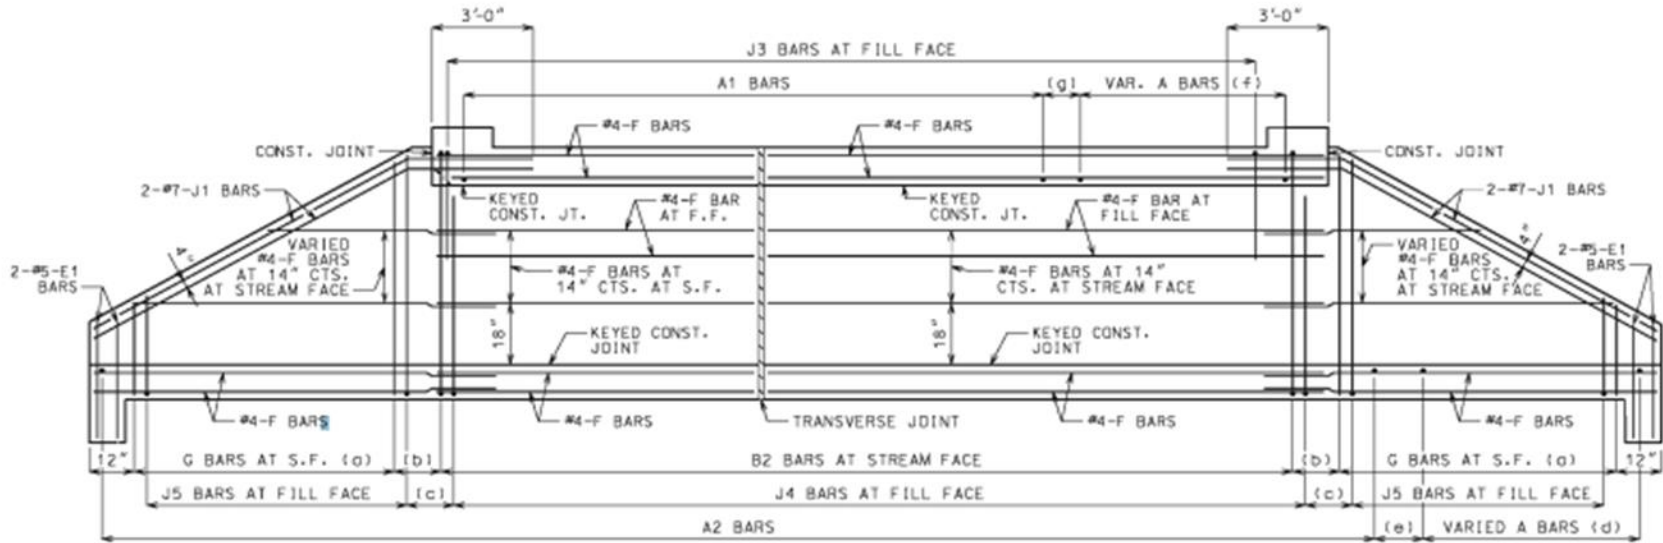 3'-0"
3'-0"
J3 BARS AT FILL FACE
A1 BARS
(g)
VAR. A BARS (f)
#4-F BARS
#4-F BARS
CONST. JOINT
CONST. JOINT
2-#7-J1 BARS
KEYED
CONST. JT.
#4-F BAR
AT F.F.
KEYED
CONST. JT.
#4-F BAR AT
FILL FACE
2-#7-J1 BARS
4"
VARIED
#4-F BARS
AT 14" CTS.
AT STREAM FACE
#4-F BARS AT
14" CTS. AT S.F.
#4-F BARS AT 14"
CTS. AT STREAM FACE
VARIED
#4-F BARS
AT 14" CTS.
AT STREAM FACE
4"
2-#5-E1
BARS
2-#5-E1
BARS
18"
KEYED CONST.
JOINT
18"
KEYED CONST.
JOINT
#4-F BARS
#4-F BARS
TRANSVERSE JOINT
#4-F BARS
#4-F BARS
12"
G BARS AT S.F. (a)
(b)
B2 BARS AT STREAM FACE
(b)
G BARS AT S.F. (a)
12"
J5 BARS AT FILL FACE
(c)
J4 BARS AT FILL FACE
(c)
J5 BARS AT FILL FACE
A2 BARS
(e)
VARIED A BARS (d)